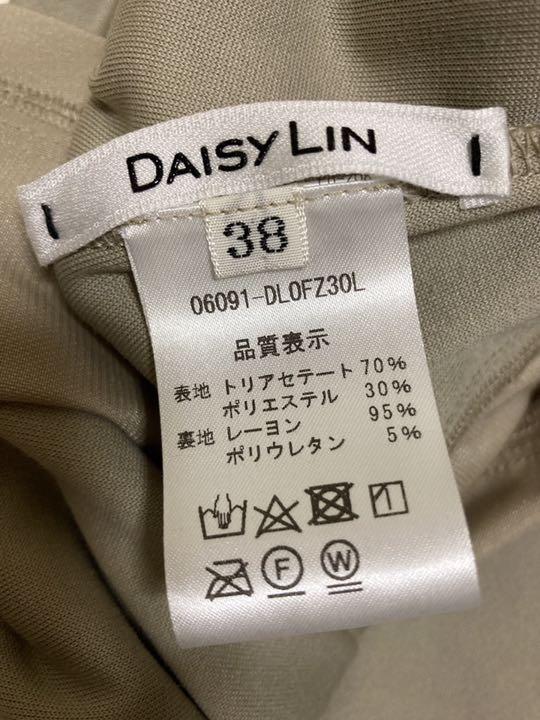 DAISY LIN
38
06091-DL0FZ30L
品質表示
表地 トリアセテート 70%
ポリエステル 30%
裏地 レーヨン 95%
ポリウレタン 5%
F W